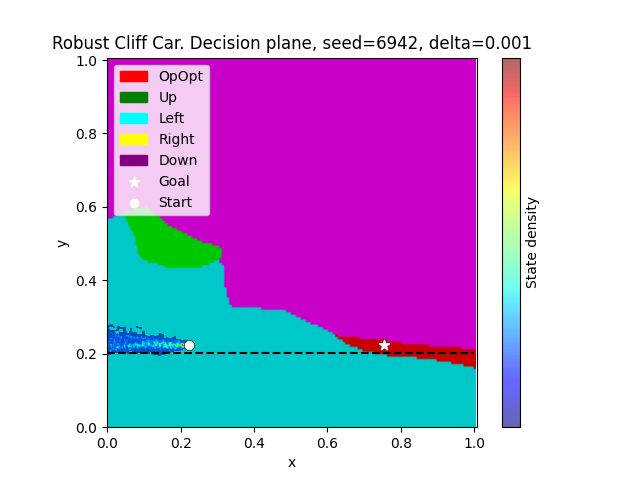 Robust Cliff Car. Decision plane, seed=6942, delta=0.001
1.0
0.8
0.6
0.4
0.2
0.0
y
OpOpt
Up
Left
Right
Down
Goal
Start
0.0 0.2 0.4 0.6 0.8 1.0
x
State density